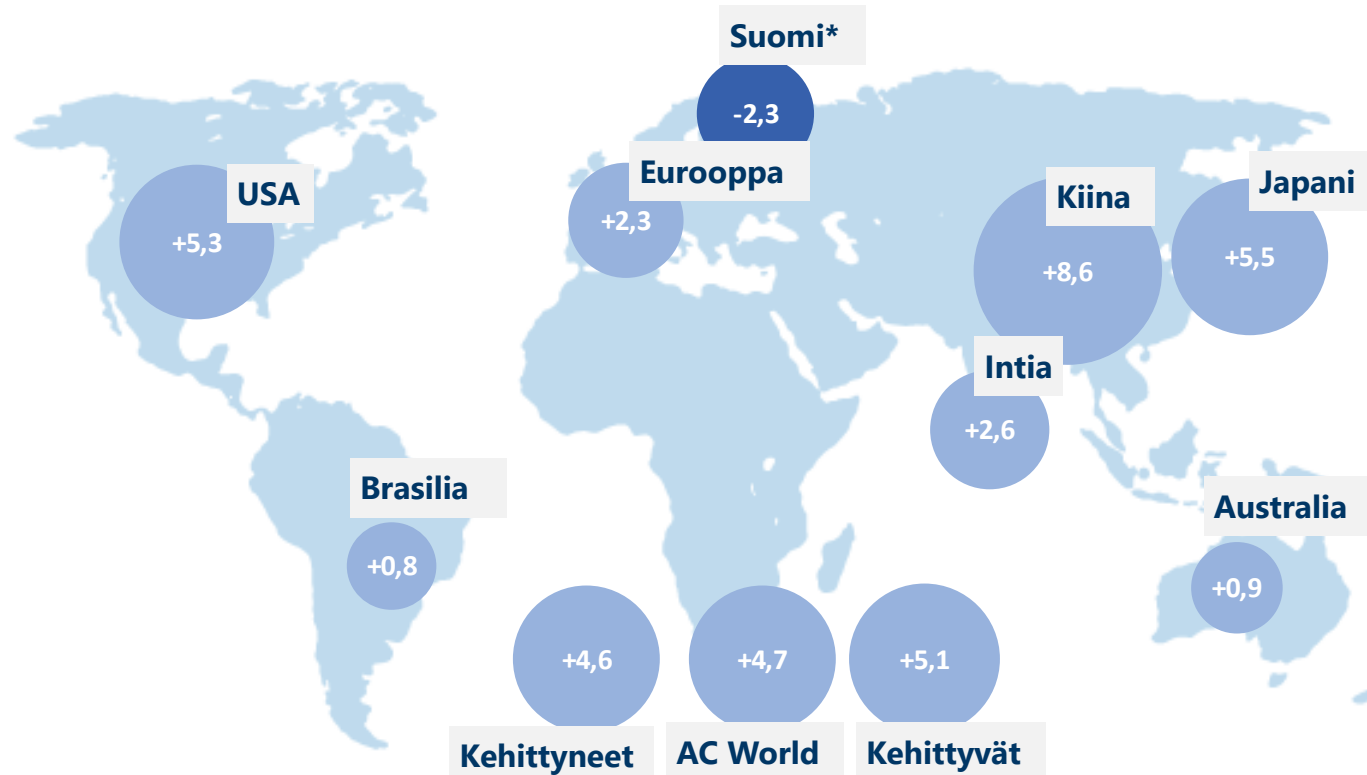 Suomi*
-2,3
Eurooppa
+2,3
USA
+5,3
Kiina
+8,6
Japani
+5,5
Intia
+2,6
Brasilia
+0,8
Australia
+0,9
+4,6
Kehittyneet
+4,7
AC World
+5,1
Kehittyvät